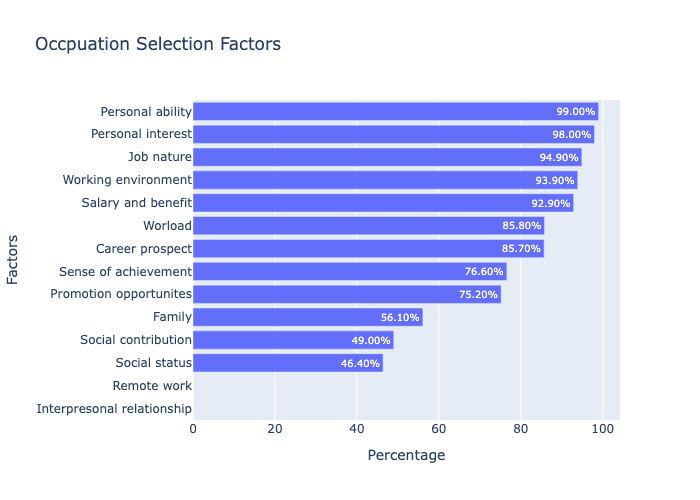 Occpuation Selection Factors
Factors
Personal ability 99.00%
Personal interest 98.00%
Job nature 94.90%
Working environment 93.90%
Salary and benefit 92.90%
Worload 85.80%
Career prospect 85.70%
Sense of achievement 76.60%
Promotion opportunites 75.20%
Family 56.10%
Social contribution 49.00%
Social status 46.40%
Remote work
Interpresonal relationship
0 20 40 60 80 100
Percentage